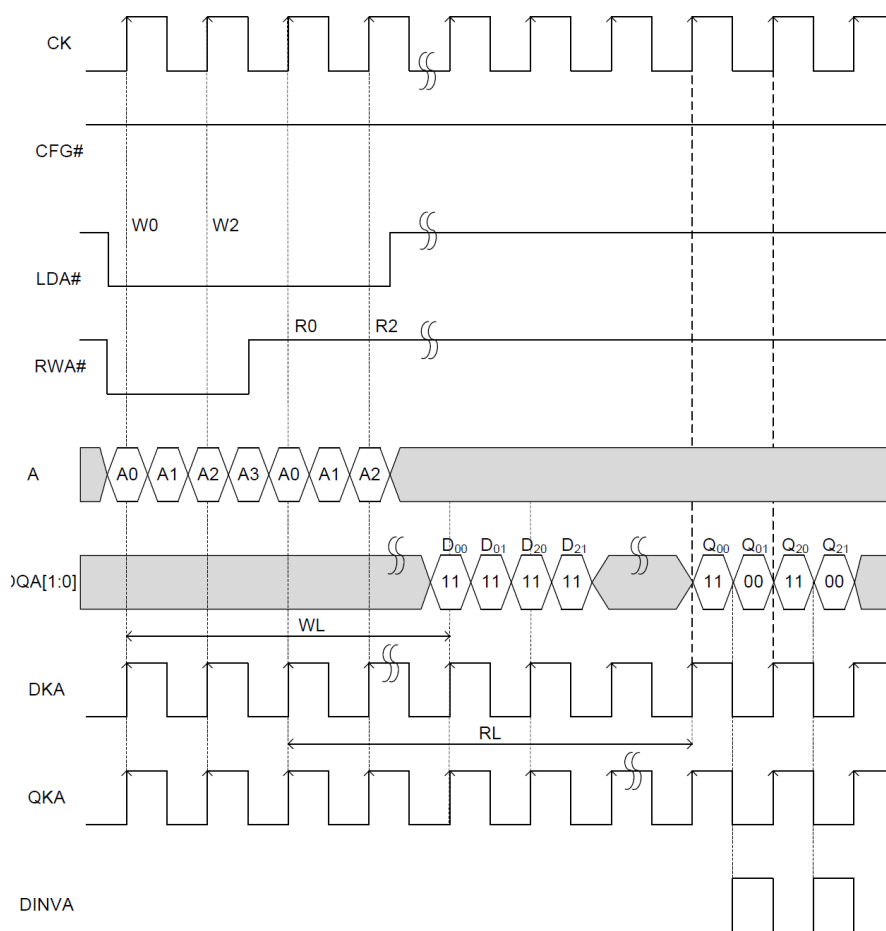 CK
CFG#
W0 W2
LDA#
R0 R2
RWA#
A A0 A1 A2 A3 A0 A1 A2
D00 D01 D20 D21 Q00 Q01 Q20 Q21
DQA[1:0] 11 11 11 11 11 00 11 00
WL
DKA
RL
QKA
DINVA